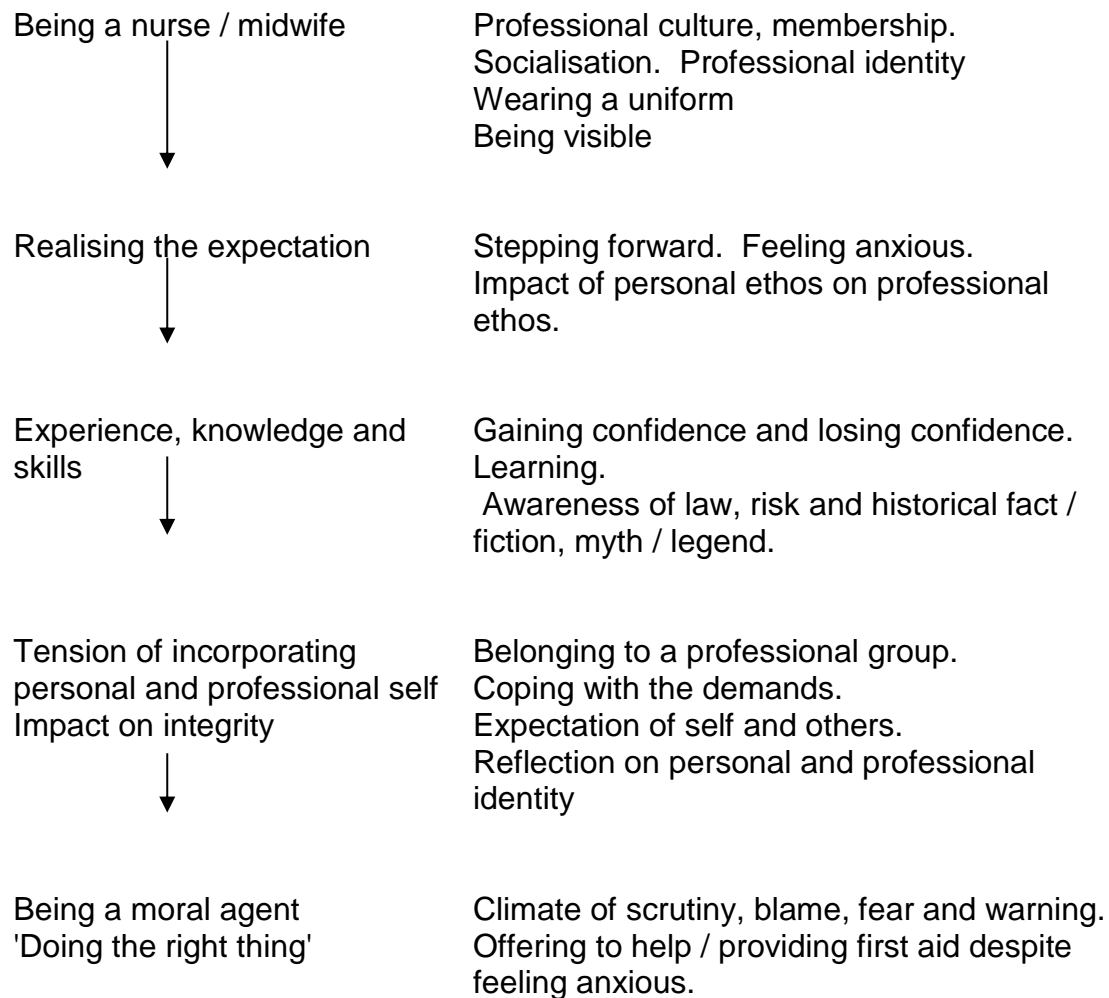 Being a nurse / midwife
Professional culture, membership.
Socialisation.  Professional identity
Wearing a uniform
Being visible
Realising the expectation
Stepping forward.  Feeling anxious.
Impact of personal ethos on professional
ethos.
Experience, knowledge and
skills
Gaining confidence and losing confidence.
Learning.
Awareness of law, risk and historical fact /
fiction, myth / legend.
Tension of incorporating
personal and professional self
Impact on integrity
Belonging to a professional group.
Coping with the demands.
Expectation of self and others.
Reflection on personal and professional
identity
Being a moral agent
'Doing the right thing'
Climate of scrutiny, blame, fear and warning.
Offering to help / providing first aid despite
feeling anxious.